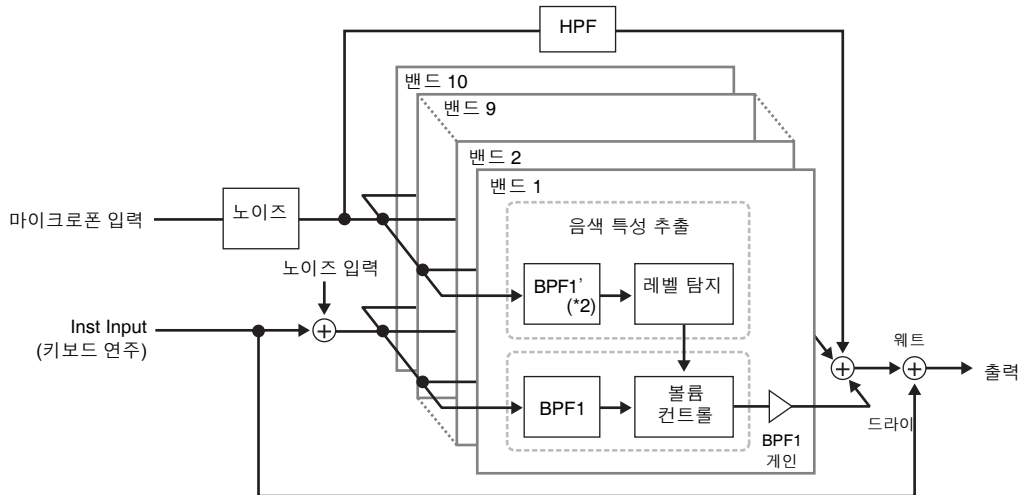 HPF
밴드 10
밴드 9
밴드 2
밴드 1
마이크로폰 입력
노이즈
음색 특성 추출
노이즈 입력
BPF1’
(*2)
레벨 탐지
Inst Input
(키보드 연주)
웨트
출력
BPF1
볼륨
컨트롤
드라이
BPF1
게인